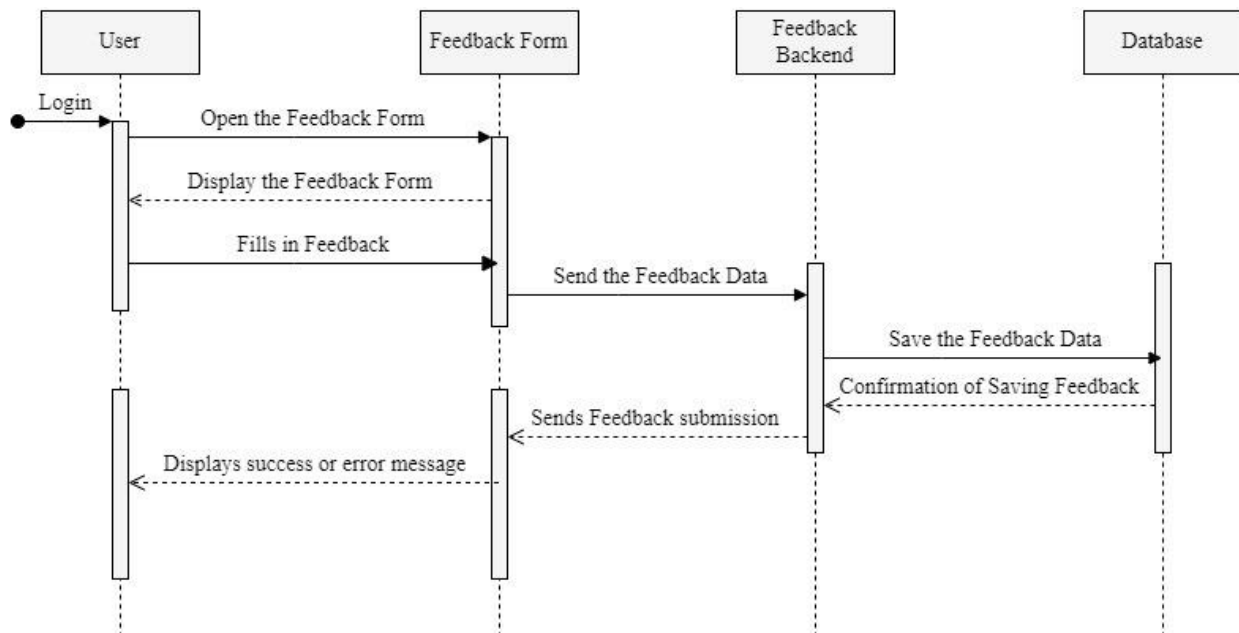 User
Feedback Form
Feedback
Backend
Database
Login
Open the Feedback Form
Display the Feedback Form
Fills in Feedback
Send the Feedback Data
Save the Feedback Data
Confirmation of Saving Feedback
Sends Feedback submission
Displays success or error message